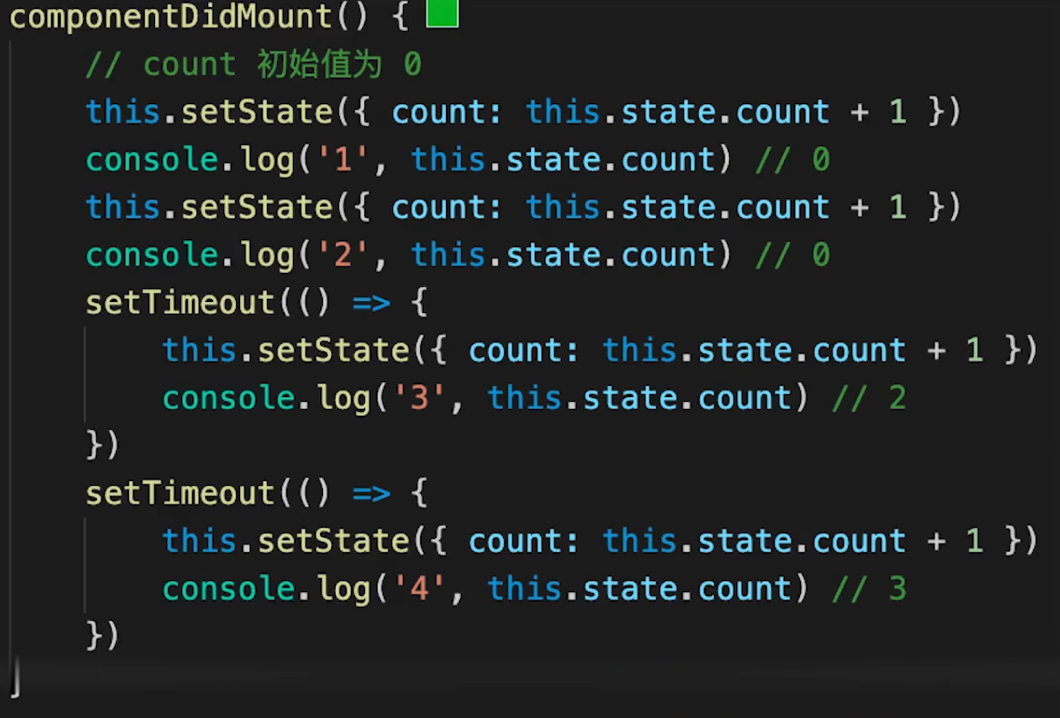 componentDidMount() {
// count 初始值为 0
this.setState({ count: this.state.count + 1 })
console.log('1', this.state.count) // 0
this.setState({ count: this.state.count + 1 })
console.log('2', this.state.count) // 0
setTimeout(() => {
this.setState({ count: this.state.count + 1 })
console.log('3', this.state.count) // 2
})
setTimeout(() => {
this.setState({ count: this.state.count + 1 })
console.log('4', this.state.count) // 3
})